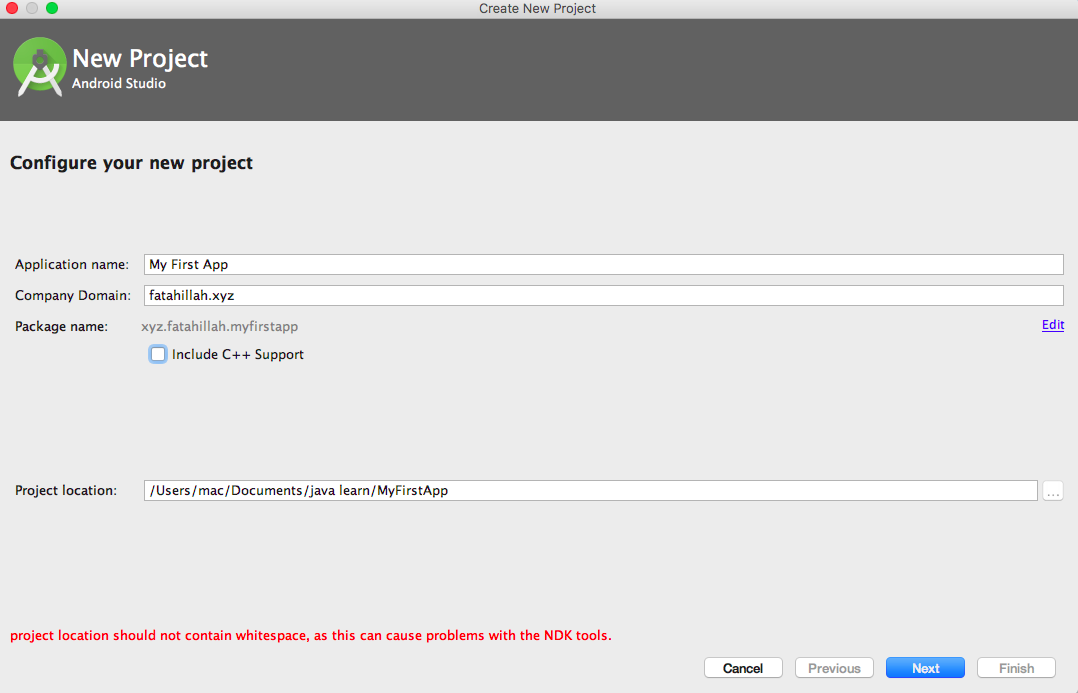 Create New Project
New Project
Android Studio
Configure your new project
Application name: My First App
Company Domain: fatahillah.xyz
Package name: xyz.fatahillah.myfirstapp Edit
Include C++ Support
Project location: /Users/mac/Documents/java learn/MyFirstApp ...
project location should not contain whitespace, as this can cause problems with the NDK tools.
Cancel Previous Next Finish